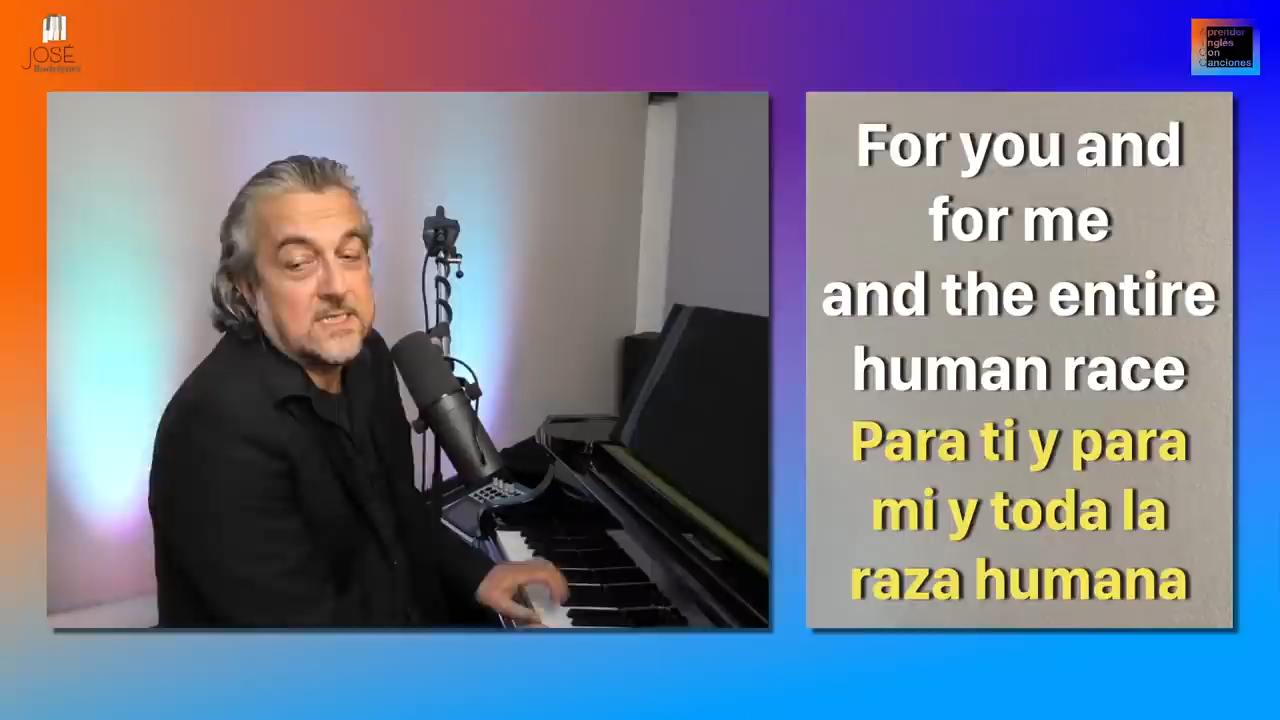 JOSÉ
Rodríguez
Aprender
Inglés
Con
Canciones
For you and
for me
and the entire
human race
Para ti y para
mi y toda la
raza humana